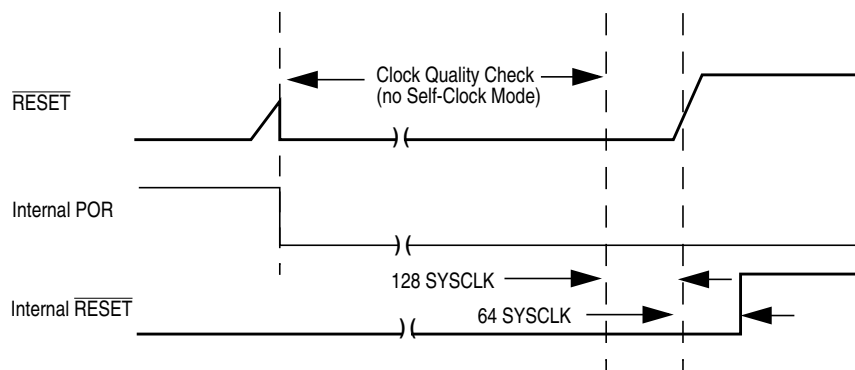 Clock Quality Check
(no Self-Clock Mode)
RESET
Internal POR
128 SYSCLK
Internal RESET
64 SYSCLK